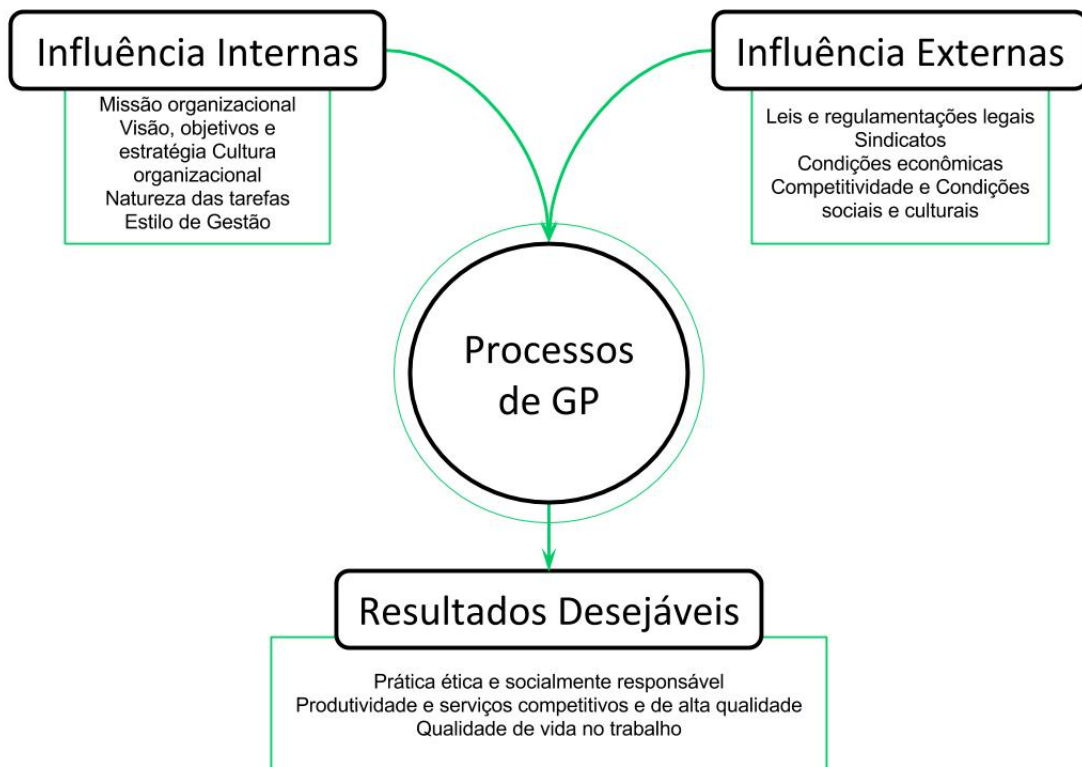 Influência Internas
Missão organizacional
Visão, objetivos e
estratégia Cultura
organizacional
Natureza das tarefas
Estilo de Gestão
Influência Externas
Leis e regulamentações legais
Sindicatos
Condições econômicas
Competitividade e Condições
sociais e culturais
Processos
de GP
Resultados Desejáveis
Prática ética e socialmente responsável
Produtividade e serviços competitivos e de alta qualidade
Qualidade de vida no trabalho